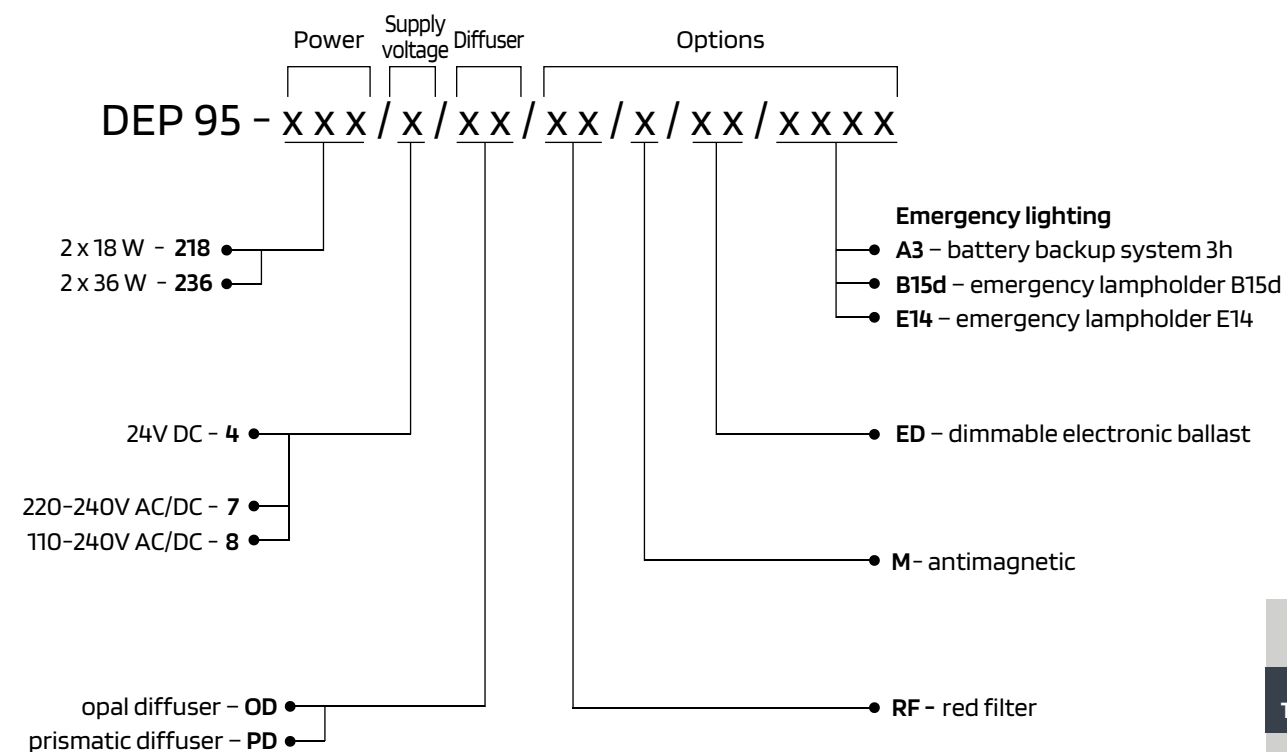 Power
Supply
voltage
Diffuser
Options
DEP 95 - x x x / x / x x / x x / x / x x / x x x x
2 x 18 W - 218
2 x 36 W - 236
Emergency lighting
A3 – battery backup system 3h
B15d – emergency lampholder B15d
E14 – emergency lampholder E14
24V DC - 4
220-240V AC/DC - 7
110-240V AC/DC - 8
ED – dimmable electronic ballast
M- antimagnetic
opal diffuser – OD
prismatic diffuser – PD
RF - red filter